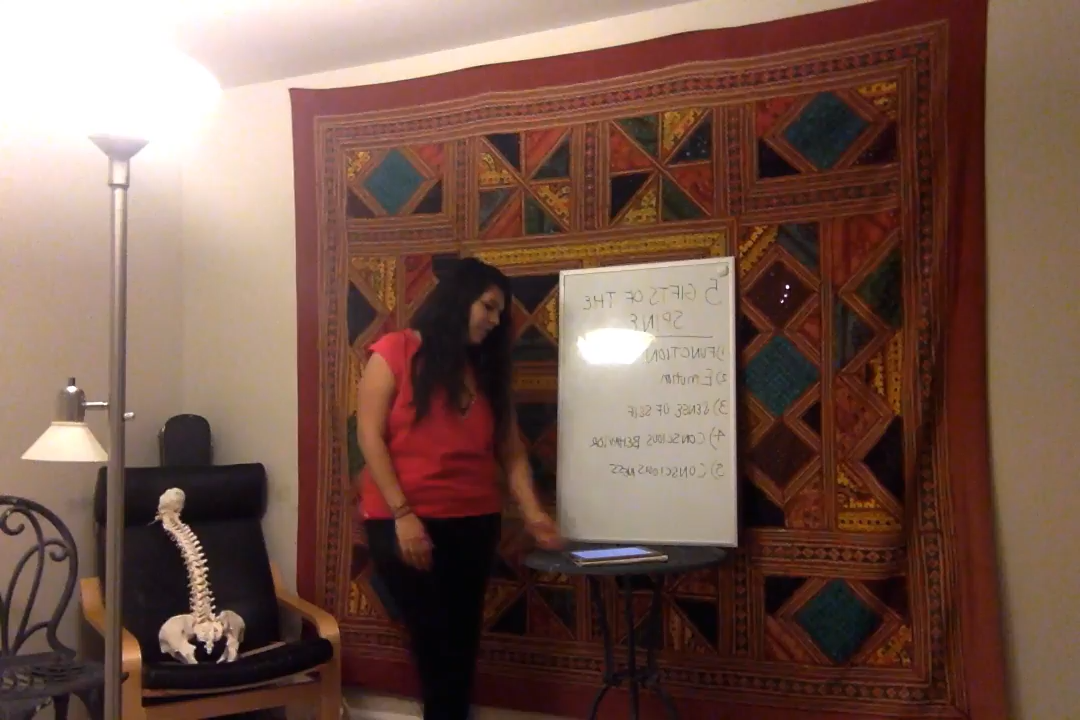 5 GIFTS OF THE
SPINE
1) FUNCTION
2) Emotion
3) SENSE OF SELF
4) CONSCIOUS BEHAVIOR
5) CONSCIOUSNESS